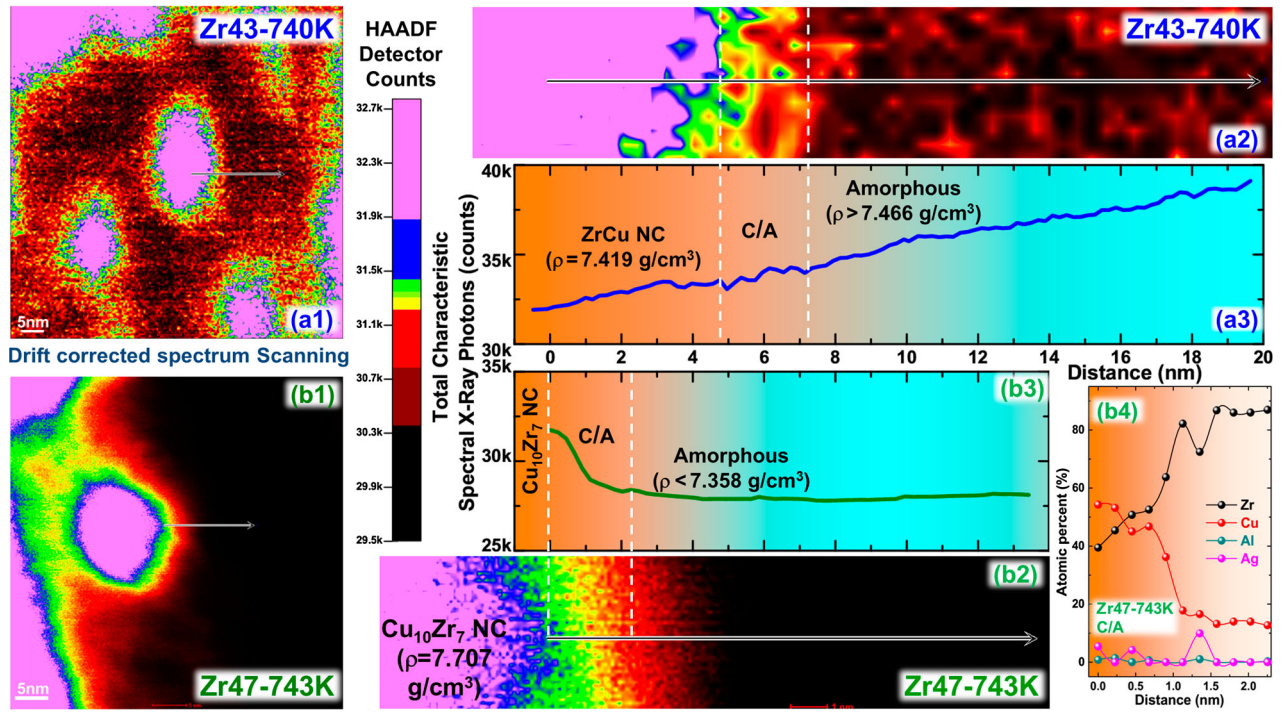 Zr43-740K
5nm
(a1)
Drift corrected spectrum Scanning
HAADF
Detector
Counts
32.7k
32.3k
31.9k
31.5k
31.1k
30.7k
30.3k
29.9k
29.5k
Zr43-740K
(a2)
Total Characteristic
Spectral X-Ray Photons (counts)
40k
35k
30k
ZrCu NC
(ρ=7.419 g/cm³)
C/A
Amorphous
(ρ>7.466 g/cm³)
(a3)
0 2 4 6 8 10 12 14 16 18 20
Distance (nm)
(b1)
5nm
Zr47-743K
35k
30k
25k
Cu₁₀Zr₇ NC
C/A
Amorphous
(ρ<7.358 g/cm³)
(b3)
(b2)
Cu₁₀Zr₇ NC
(ρ=7.707
g/cm³)
Zr47-743K
(b4)
Atomic percent (%)
80
60
40
20
0
Zr
Cu
Al
Ag
Zr47-743K
C/A
0.0 0.5 1.0 1.5 2.0
Distance (nm)